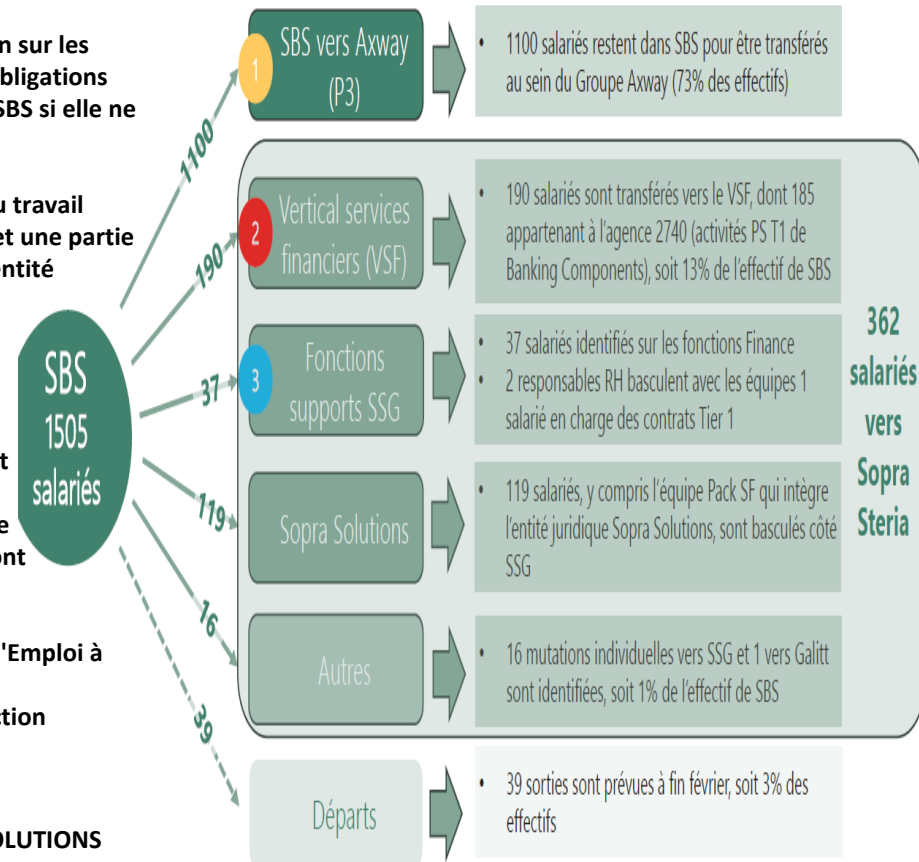 n sur les
bligations
SBS si elle ne
u travail
et une partie
entité
t
e
ont
'Emploi à
ction
OLUTIONS
SBS
1505
salariés
1100
190
37
119
16
39
1
SBS vers Axway
(P3)
• 1100 salariés restent dans SBS pour être transférés
au sein du Groupe Axway (73% des effectifs)
2
Vertical services
financiers (VSF)
• 190 salariés sont transférés vers le VSF, dont 185
appartenant à l'agence 2740 (activités PS T1 de
Banking Components), soit 13% de l'effectif de SBS
3
Fonctions
supports SSG
• 37 salariés identifiés sur les fonctions Finance
• 2 responsables RH basculent avec les équipes 1
salarié en charge des contrats Tier 1
Sopra Solutions
• 119 salariés, y compris l'équipe Pack SF qui intègre
l'entité juridique Sopra Solutions, sont basculés côté
SSG
Autres
• 16 mutations individuelles vers SSG et 1 vers Galitt
sont identifiées, soit 1% de l'effectif de SBS
362
salariés
vers
Sopra
Steria
Départs
• 39 sorties sont prévues à fin février, soit 3% des
effectifs